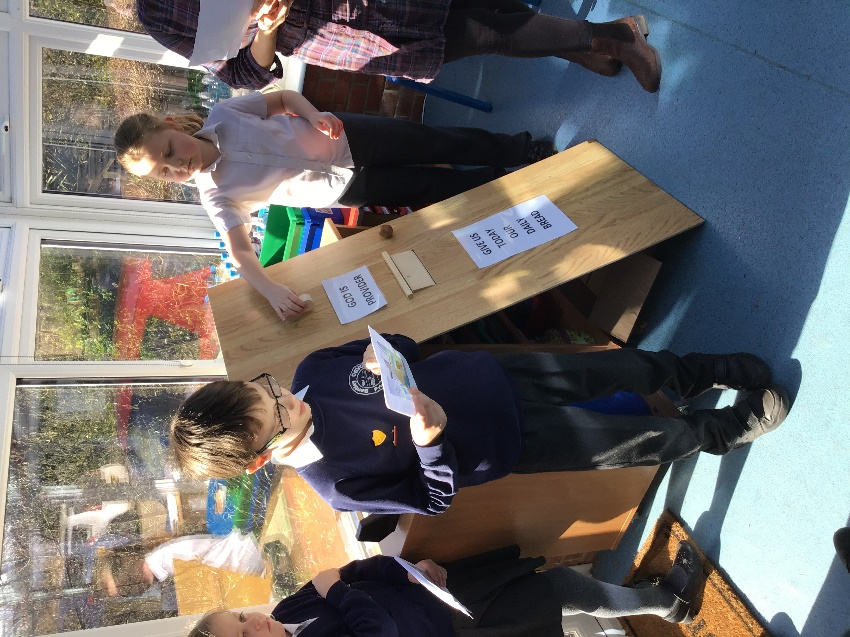 GOD IS
PROVIDER
GIVE US
TODAY
OUR
DAILY
BREAD